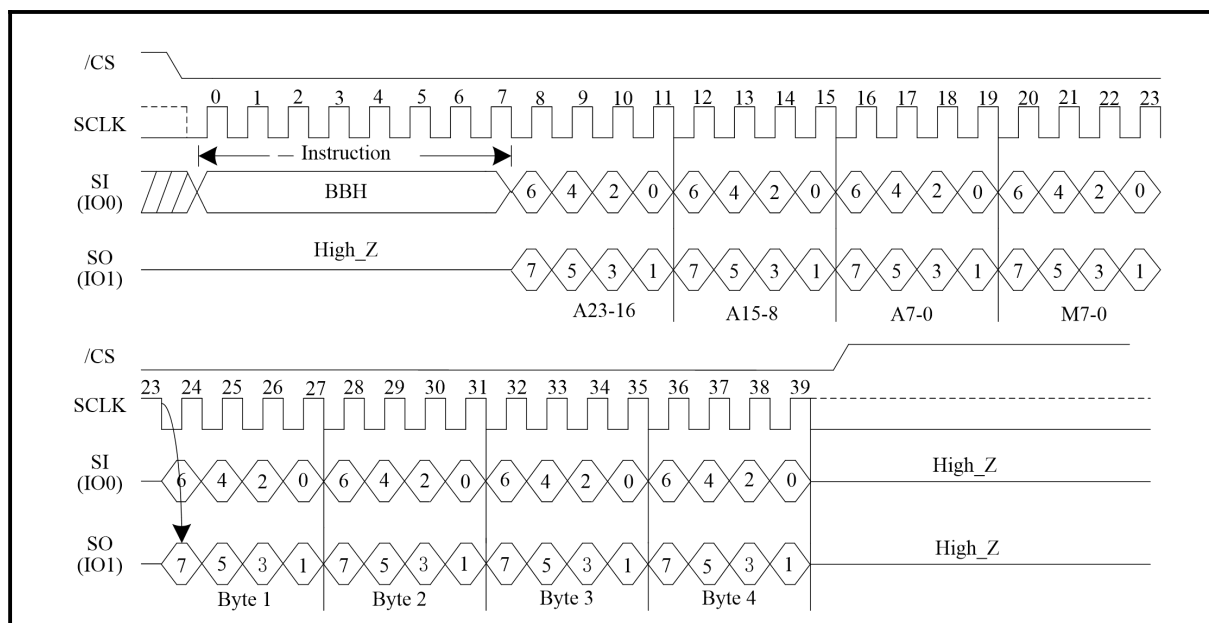 /CS
0 1 2 3 4 5 6 7 8 9 10 11 12 13 14 15 16 17 18 19 20 21 22 23
SCLK
Instruction
SI
(IO0)
BBH 6 4 2 0 6 4 2 0 6 4 2 0 6 4 2 0
High_Z
SO
(IO1)
7 5 3 1 7 5 3 1 7 5 3 1 7 5 3 1
A23-16 A15-8 A7-0 M7-0
/CS
23 24 25 26 27 28 29 30 31 32 33 34 35 36 37 38 39
SCLK
SI
(IO0)
6 4 2 0 6 4 2 0 6 4 2 0 6 4 2 0 High_Z
SO
(IO1)
7 5 3 1 7 5 3 1 7 5 3 1 7 5 3 1 High_Z
Byte 1 Byte 2 Byte 3 Byte 4